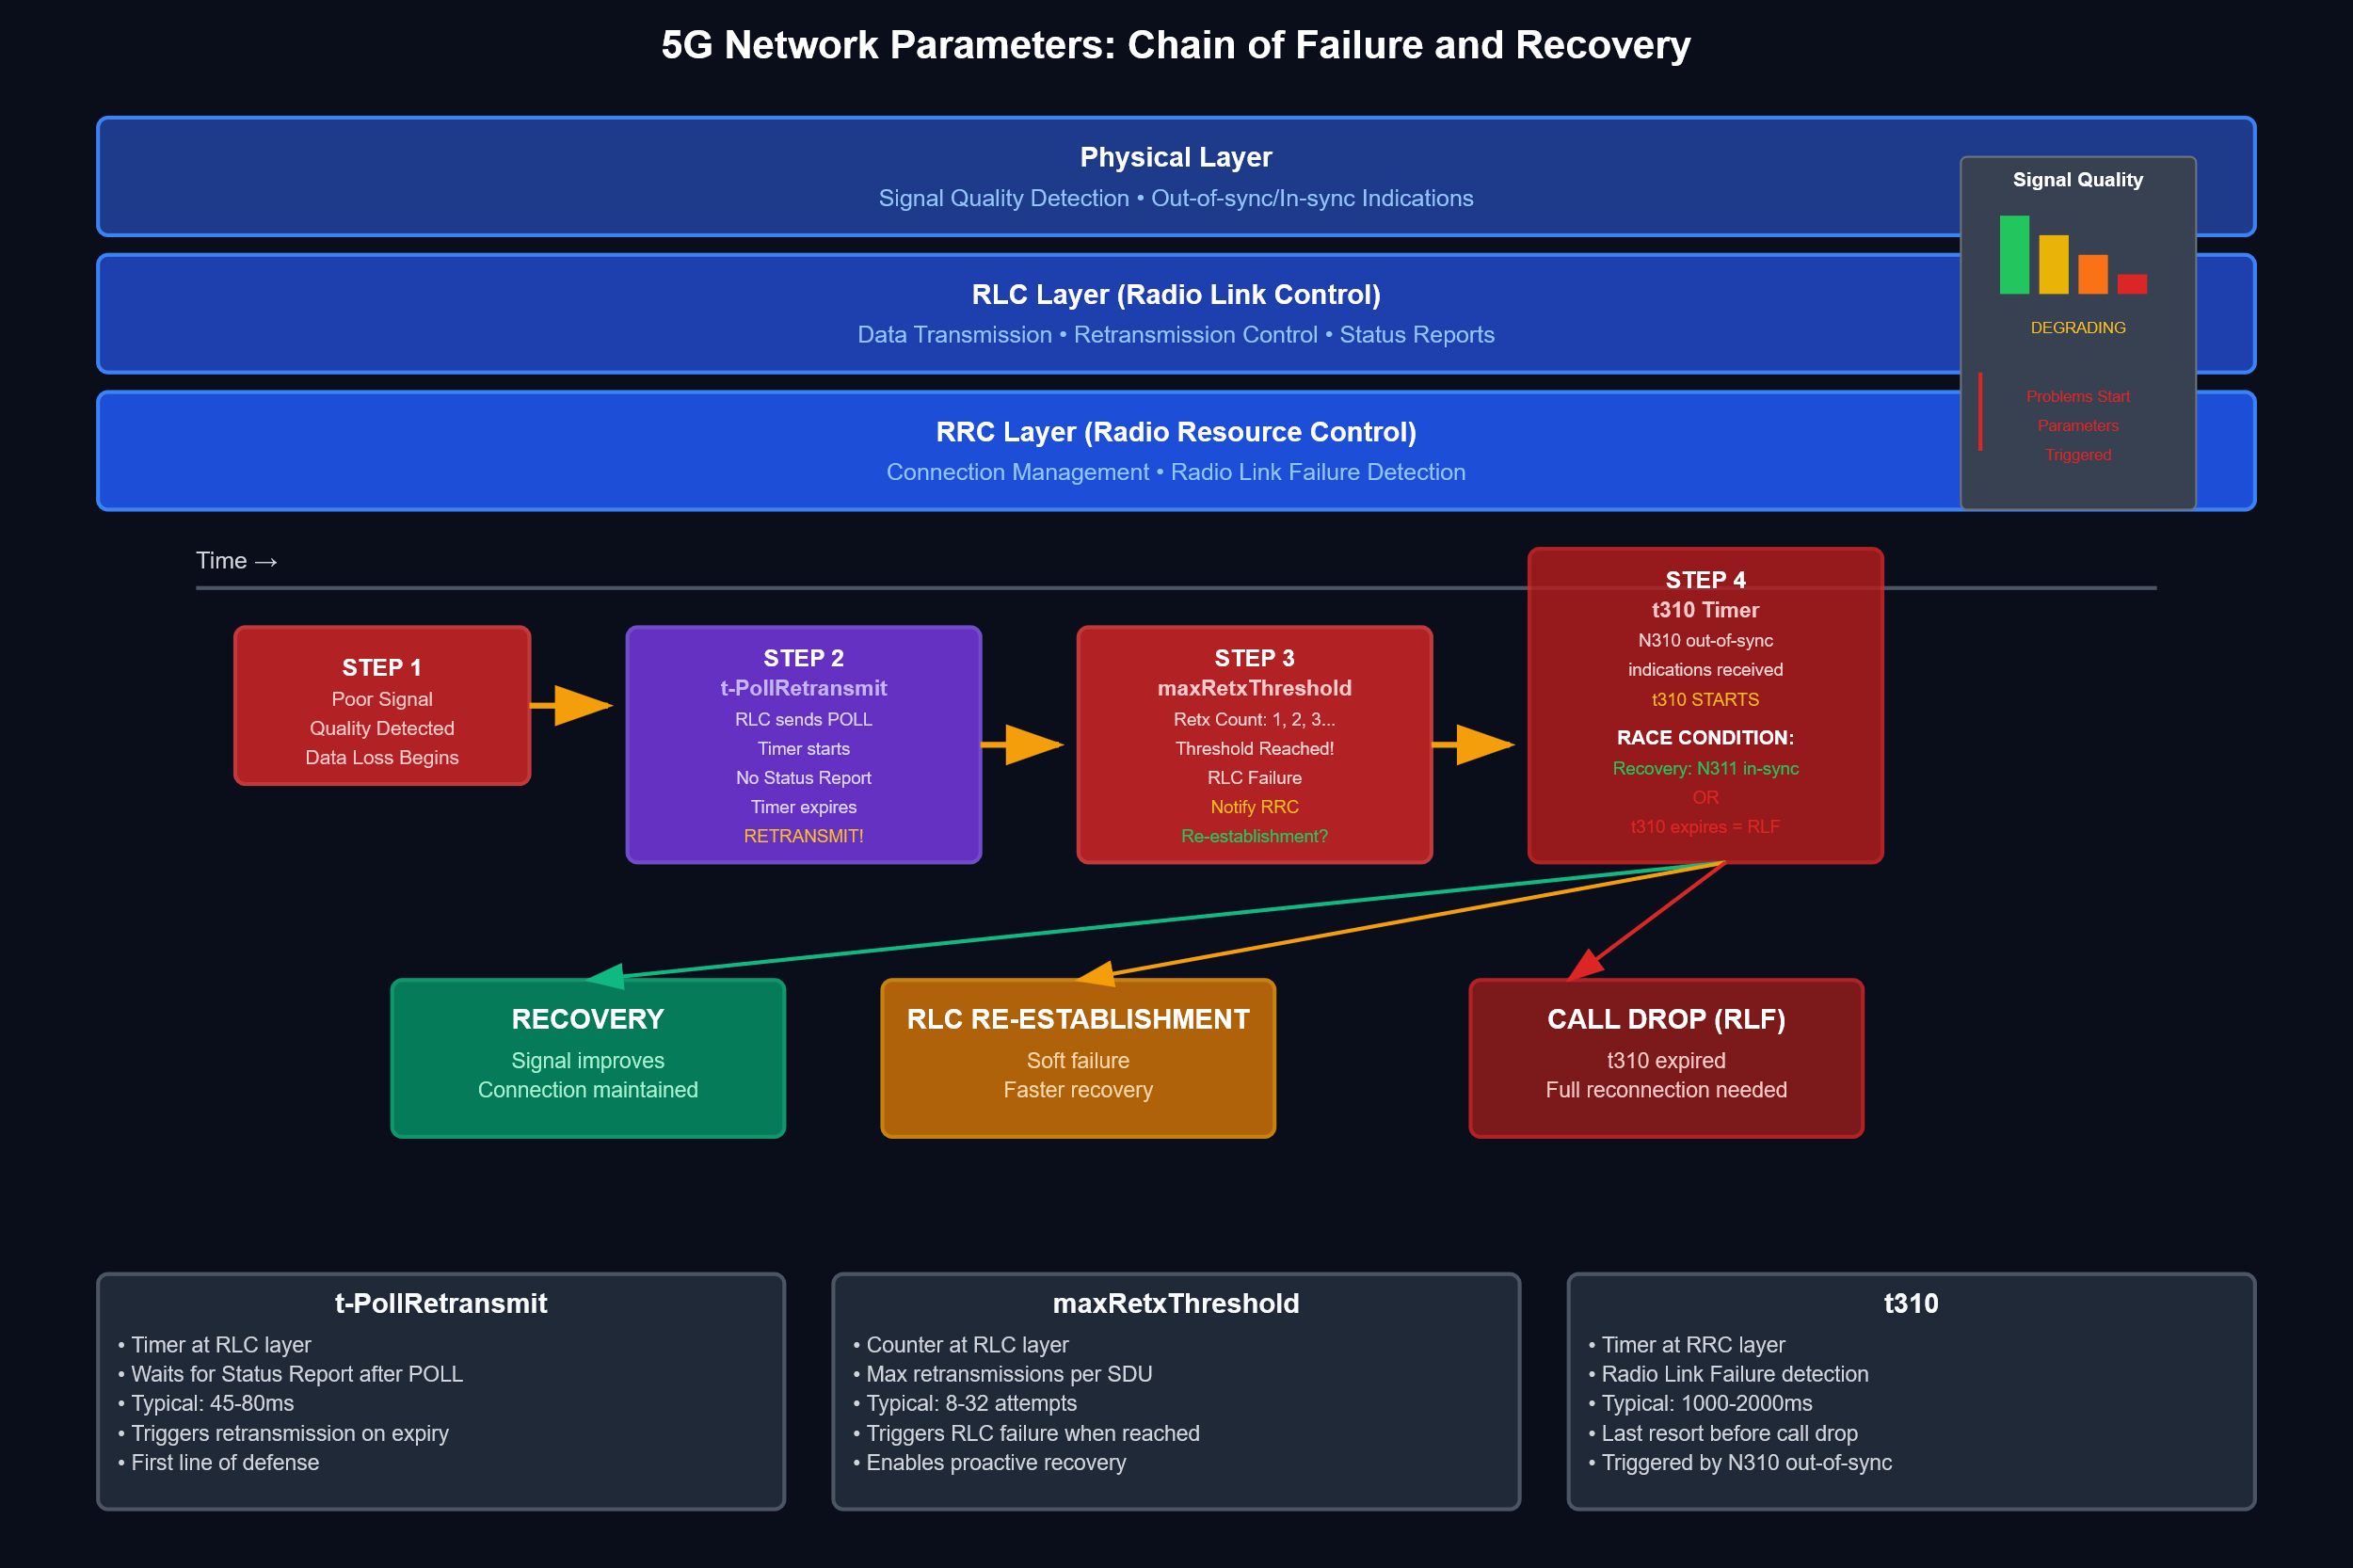 5G Network Parameters: Chain of Failure and Recovery
Physical Layer
Signal Quality Detection • Out-of-sync/In-sync Indications
RLC Layer (Radio Link Control)
Data Transmission • Retransmission Control • Status Reports
RRC Layer (Radio Resource Control)
Connection Management • Radio Link Failure Detection
Signal Quality
DEGRADING
Problems Start
Parameters
Triggered
Time →
STEP 1
Poor Signal
Quality Detected
Data Loss Begins
STEP 2
t-PollRetransmit
RLC sends POLL
Timer starts
No Status Report
Timer expires
RETRANSMIT!
STEP 3
maxRetxThreshold
Retx Count: 1, 2, 3...
Threshold Reached!
RLC Failure
Notify RRC
Re-establishment?
STEP 4
t310 Timer
N310 out-of-sync
indications received
t310 STARTS
RACE CONDITION:
Recovery: N311 in-sync
OR
t310 expires = RLF
RECOVERY
Signal improves
Connection maintained
RLC RE-ESTABLISHMENT
Soft failure
Faster recovery
CALL DROP (RLF)
t310 expired
Full reconnection needed
t-PollRetransmit
• Timer at RLC layer
• Waits for Status Report after POLL
• Typical: 45-80ms
• Triggers retransmission on expiry
• First line of defense
maxRetxThreshold
• Counter at RLC layer
• Max retransmissions per SDU
• Typical: 8-32 attempts
• Triggers RLC failure when reached
• Enables proactive recovery
t310
• Timer at RRC layer
• Radio Link Failure detection
• Typical: 1000-2000ms
• Last resort before call drop
• Triggered by N310 out-of-sync